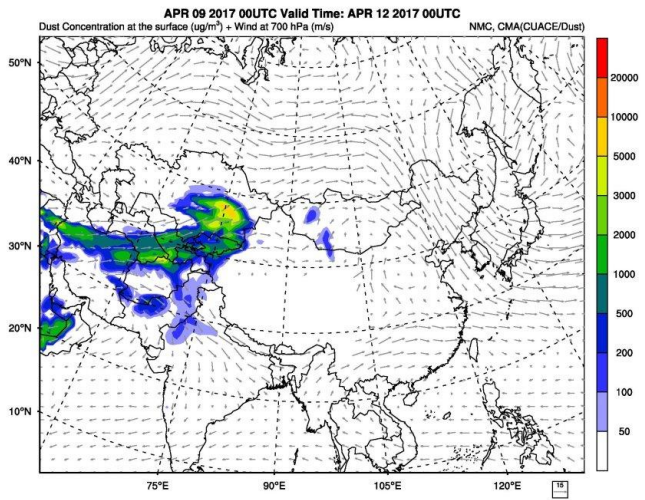 APR 09 2017 00UTC Valid Time: APR 12 2017 00UTC
Dust Concentration at the surface (ug/m³) + Wind at 700 hPa (m/s) NMC, CMA(CUACE/Dust)
50°N
40°N
30°N
20°N
10°N
75°E 90°E 105°E 120°E
20000
10000
5000
3000
2000
1000
500
200
100
50
15